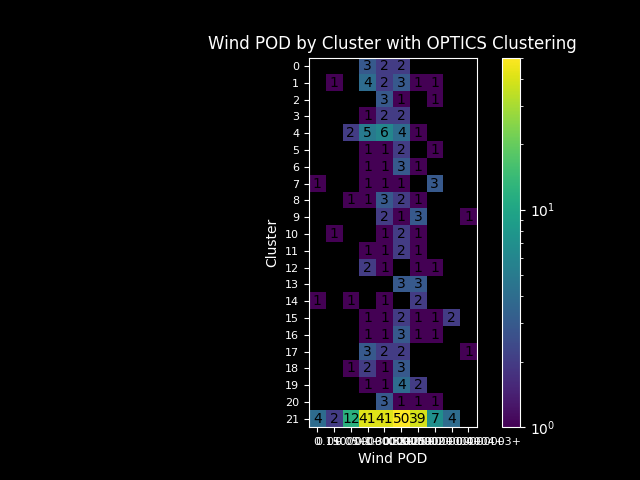 Wind POD by Cluster with OPTICS Clustering
0 3 2 2
1 1 4 2 3 1 1
2 3 1 1
3 1 2 2
4 2 5 6 4 1
5 1 1 2 1
6 1 1 3 1
7 1 1 1 1 3
8 1 1 3 2 1
9 2 1 3 1
10 1 1 2 1
11 1 1 2 1
12 2 1 1 1
13 3 3
14 1 1 1 2
15 1 1 2 1 1 2
16 1 1 3 1 1
17 3 2 2 1
18 1 2 1 3
19 1 1 4 2
20 3 1 1 1
21 4 2 12 41 41 50 39 7 4
Cluster
Wind POD
10¹
10⁰